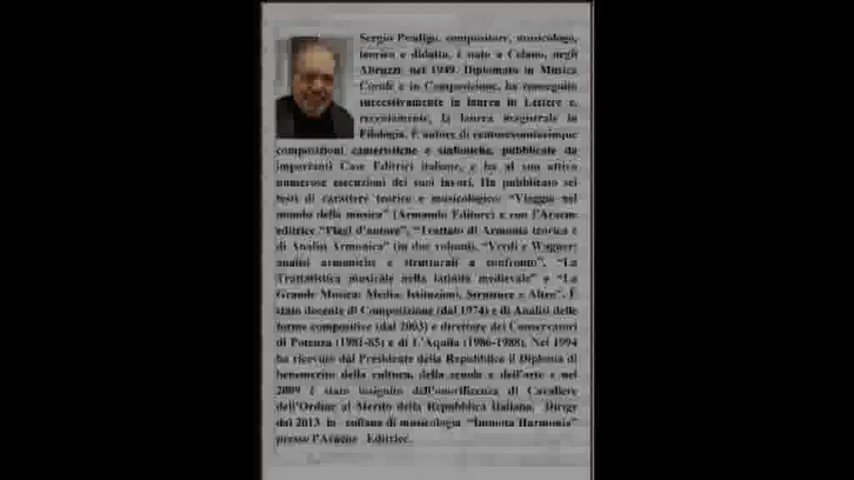 Sergio Prodigo, compositore, musicologo,
teorico e didatta, è nato a Celano, negli
Abruzzi nel 1949. Diplomato in Musica
Corale e in Composizione, ha conseguito
successivamente la laurea in Lettere e,
recentemente, la laurea magistrale in
Filologia. È autore di centosessantacinque
composizioni cameristiche e sinfoniche, pubblicate da
importanti Case Editrici italiane, e ha al suo attivo
numerose esecuzioni dei suoi lavori. Ha pubblicato sei
testi di carattere teorico e musicologico: “Viaggio nel
mondo della musica” (Armando Editore) e con l'Aracne
editrice “Plagi d'autore”, “Trattato di Armonia teorica e
di Analisi Armonica” (in due volumi), “Verdi e Wagner:
analisi armoniche e strutturali a confronto”, “La
Trattatistica musicale nella latinità medievale” e “La
Grande Musica: Media, Istituzioni, Strutture e Altro”. È
stato docente di Composizione (dal 1974) e di Analisi delle
forme compositive (dal 2003) e direttore dei Conservatori
di Potenza (1981-85) e di L'Aquila (1986-1988). Nel 1994
ha ricevuto dal Presidente della Repubblica il Diploma di
benemerito della cultura, della scuola e dell'arte e nel
2009 è stato insignito dell'onorificenza di Cavaliere
dell'Ordine al Merito della Repubblica Italiana. Dirige
dal 2013 la collana di musicologia “Immota Harmonia”
presso l'Aracne Editrice.